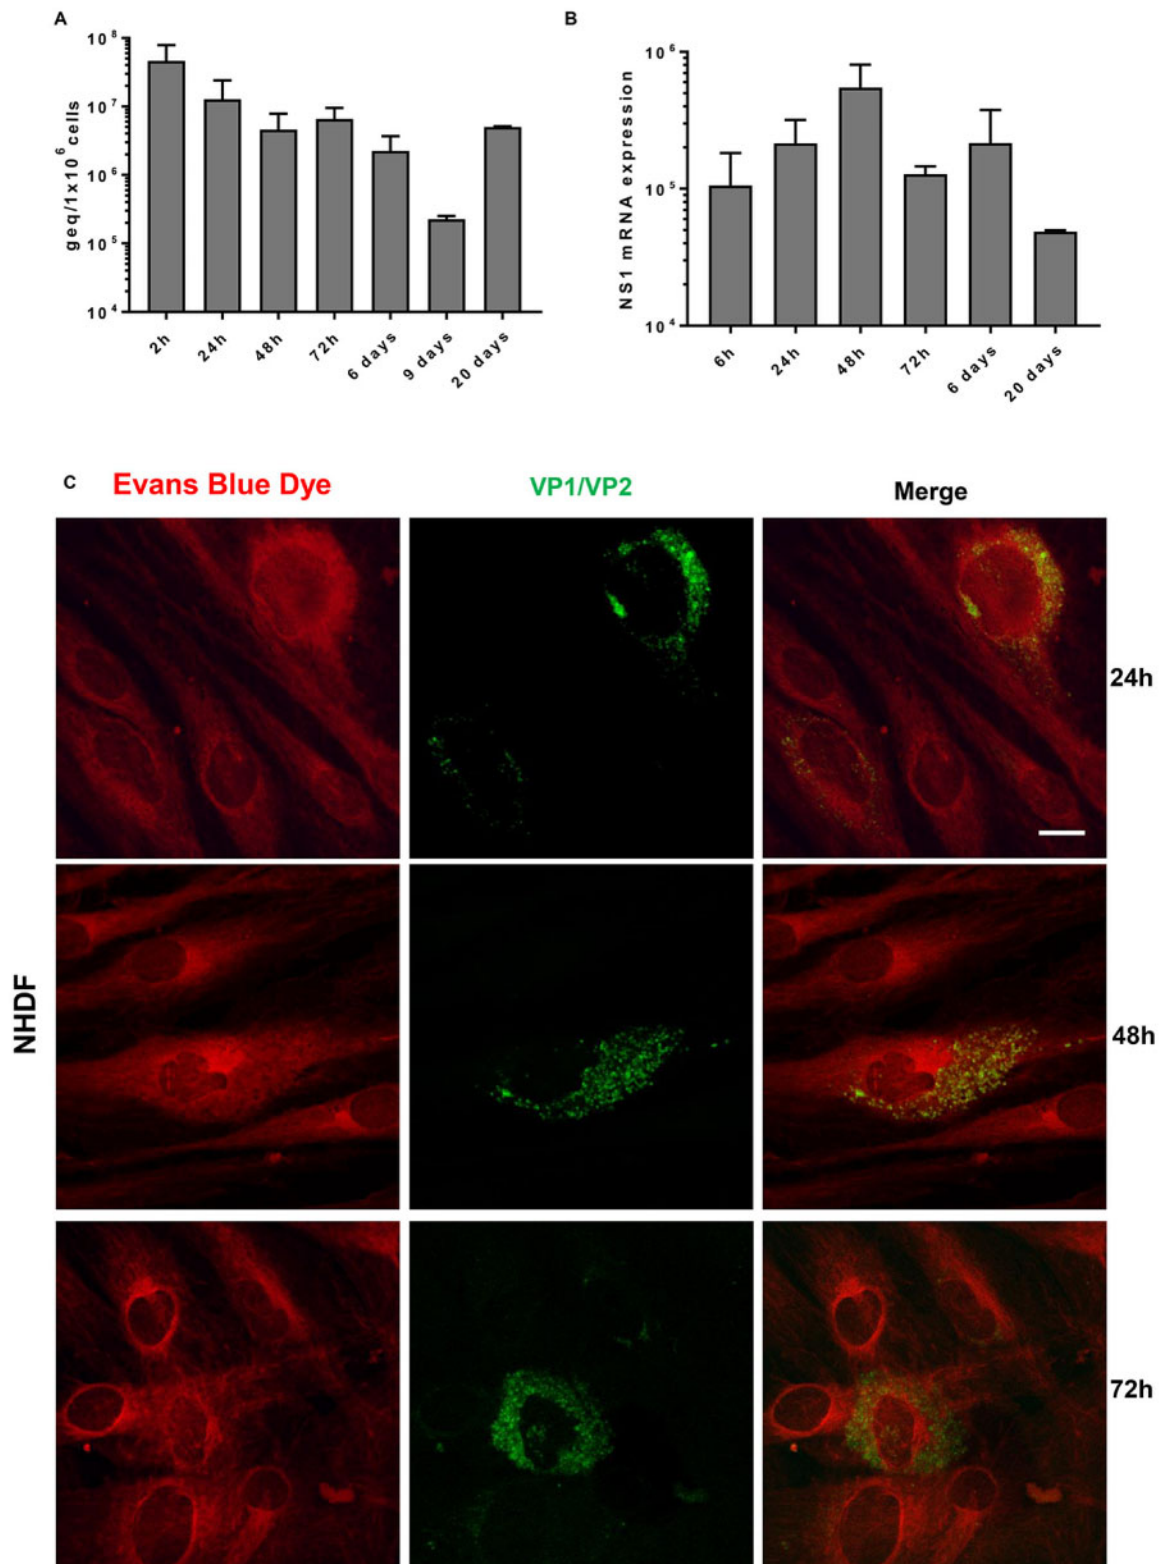 A
B
geq/1x10⁶ cells
10⁸
10⁷
10⁶
10⁵
10⁴
2h
24h
48h
72h
6 days
9 days
20 days
NS1 mRNA expression
10⁶
10⁵
10⁴
6h
24h
48h
72h
6 days
20 days
C
Evans Blue Dye
VP1/VP2
Merge
24h
NHDF
48h
72h